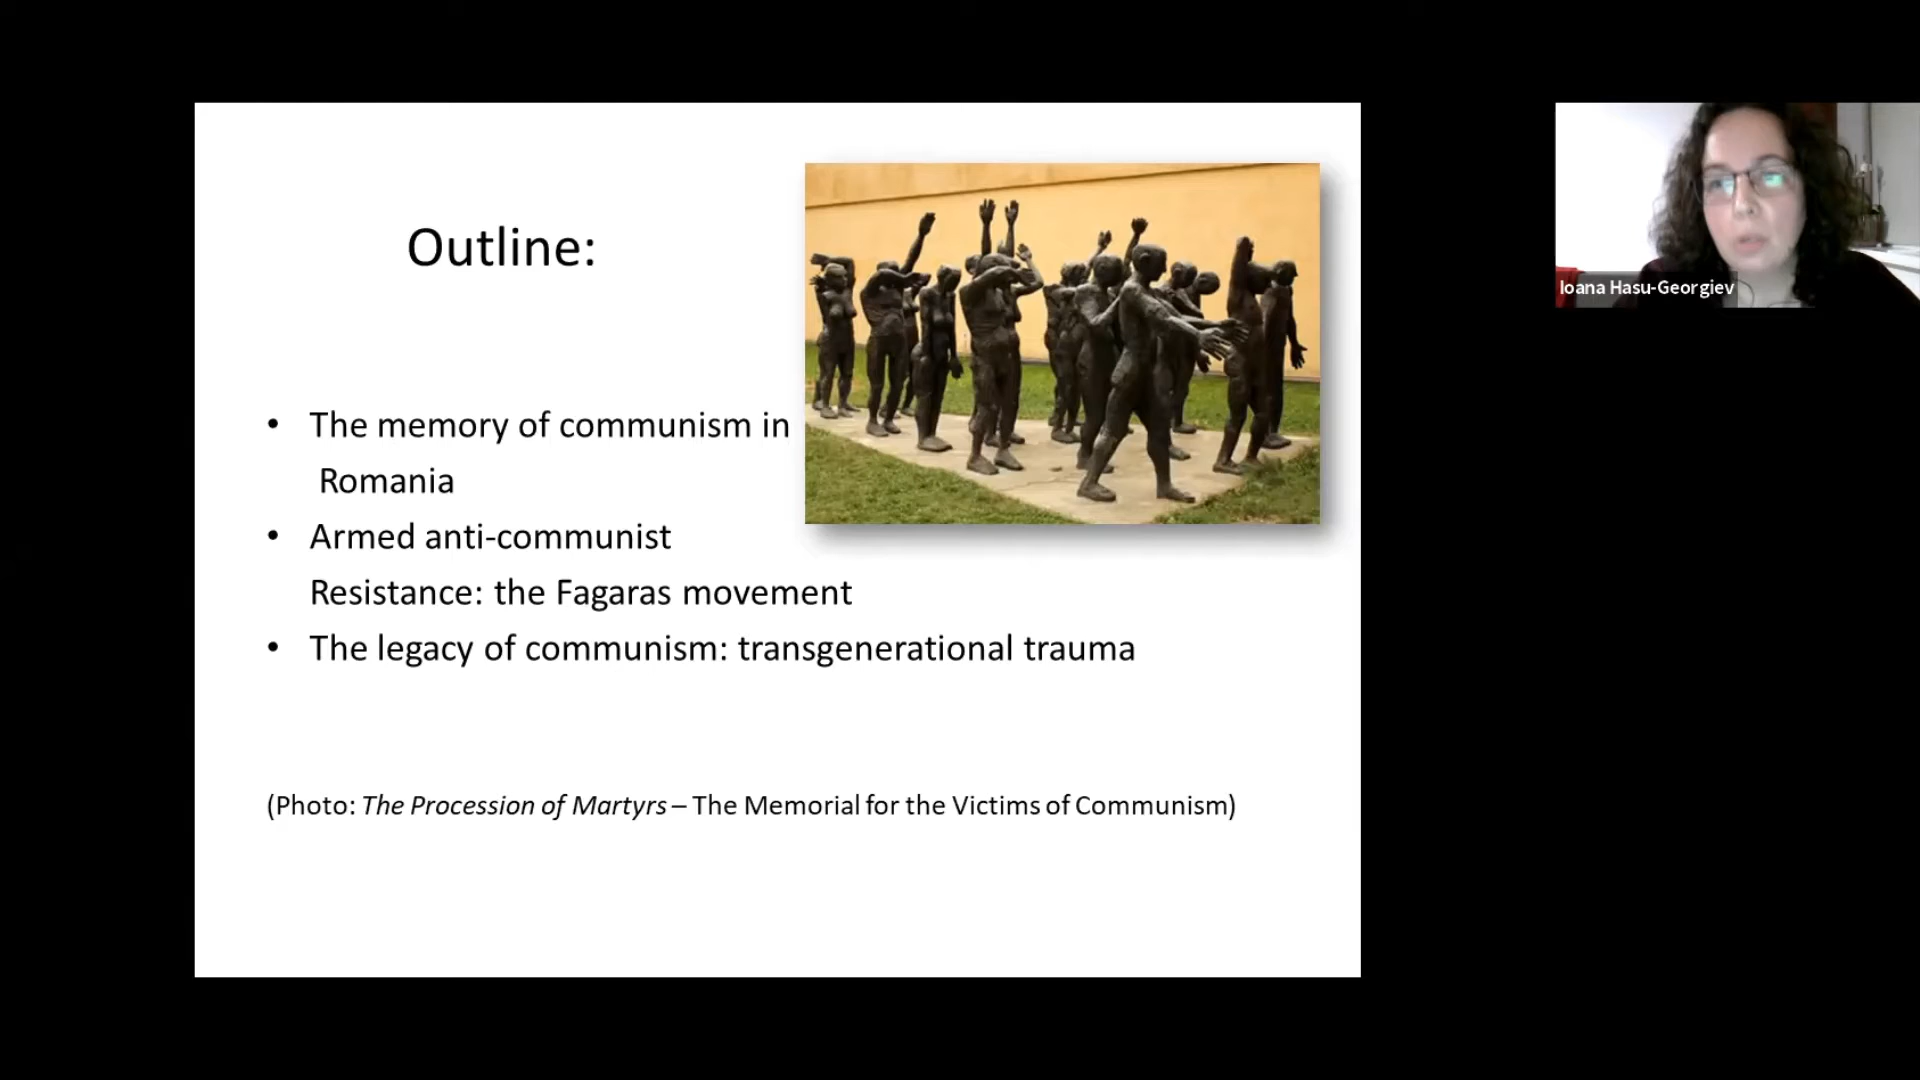 Outline:
• The memory of communism in
Romania
• Armed anti-communist
Resistance: the Fagaras movement
• The legacy of communism: transgenerational trauma
(Photo: The Procession of Martyrs – The Memorial for the Victims of Communism)
Ioana Hasu-Georgiev